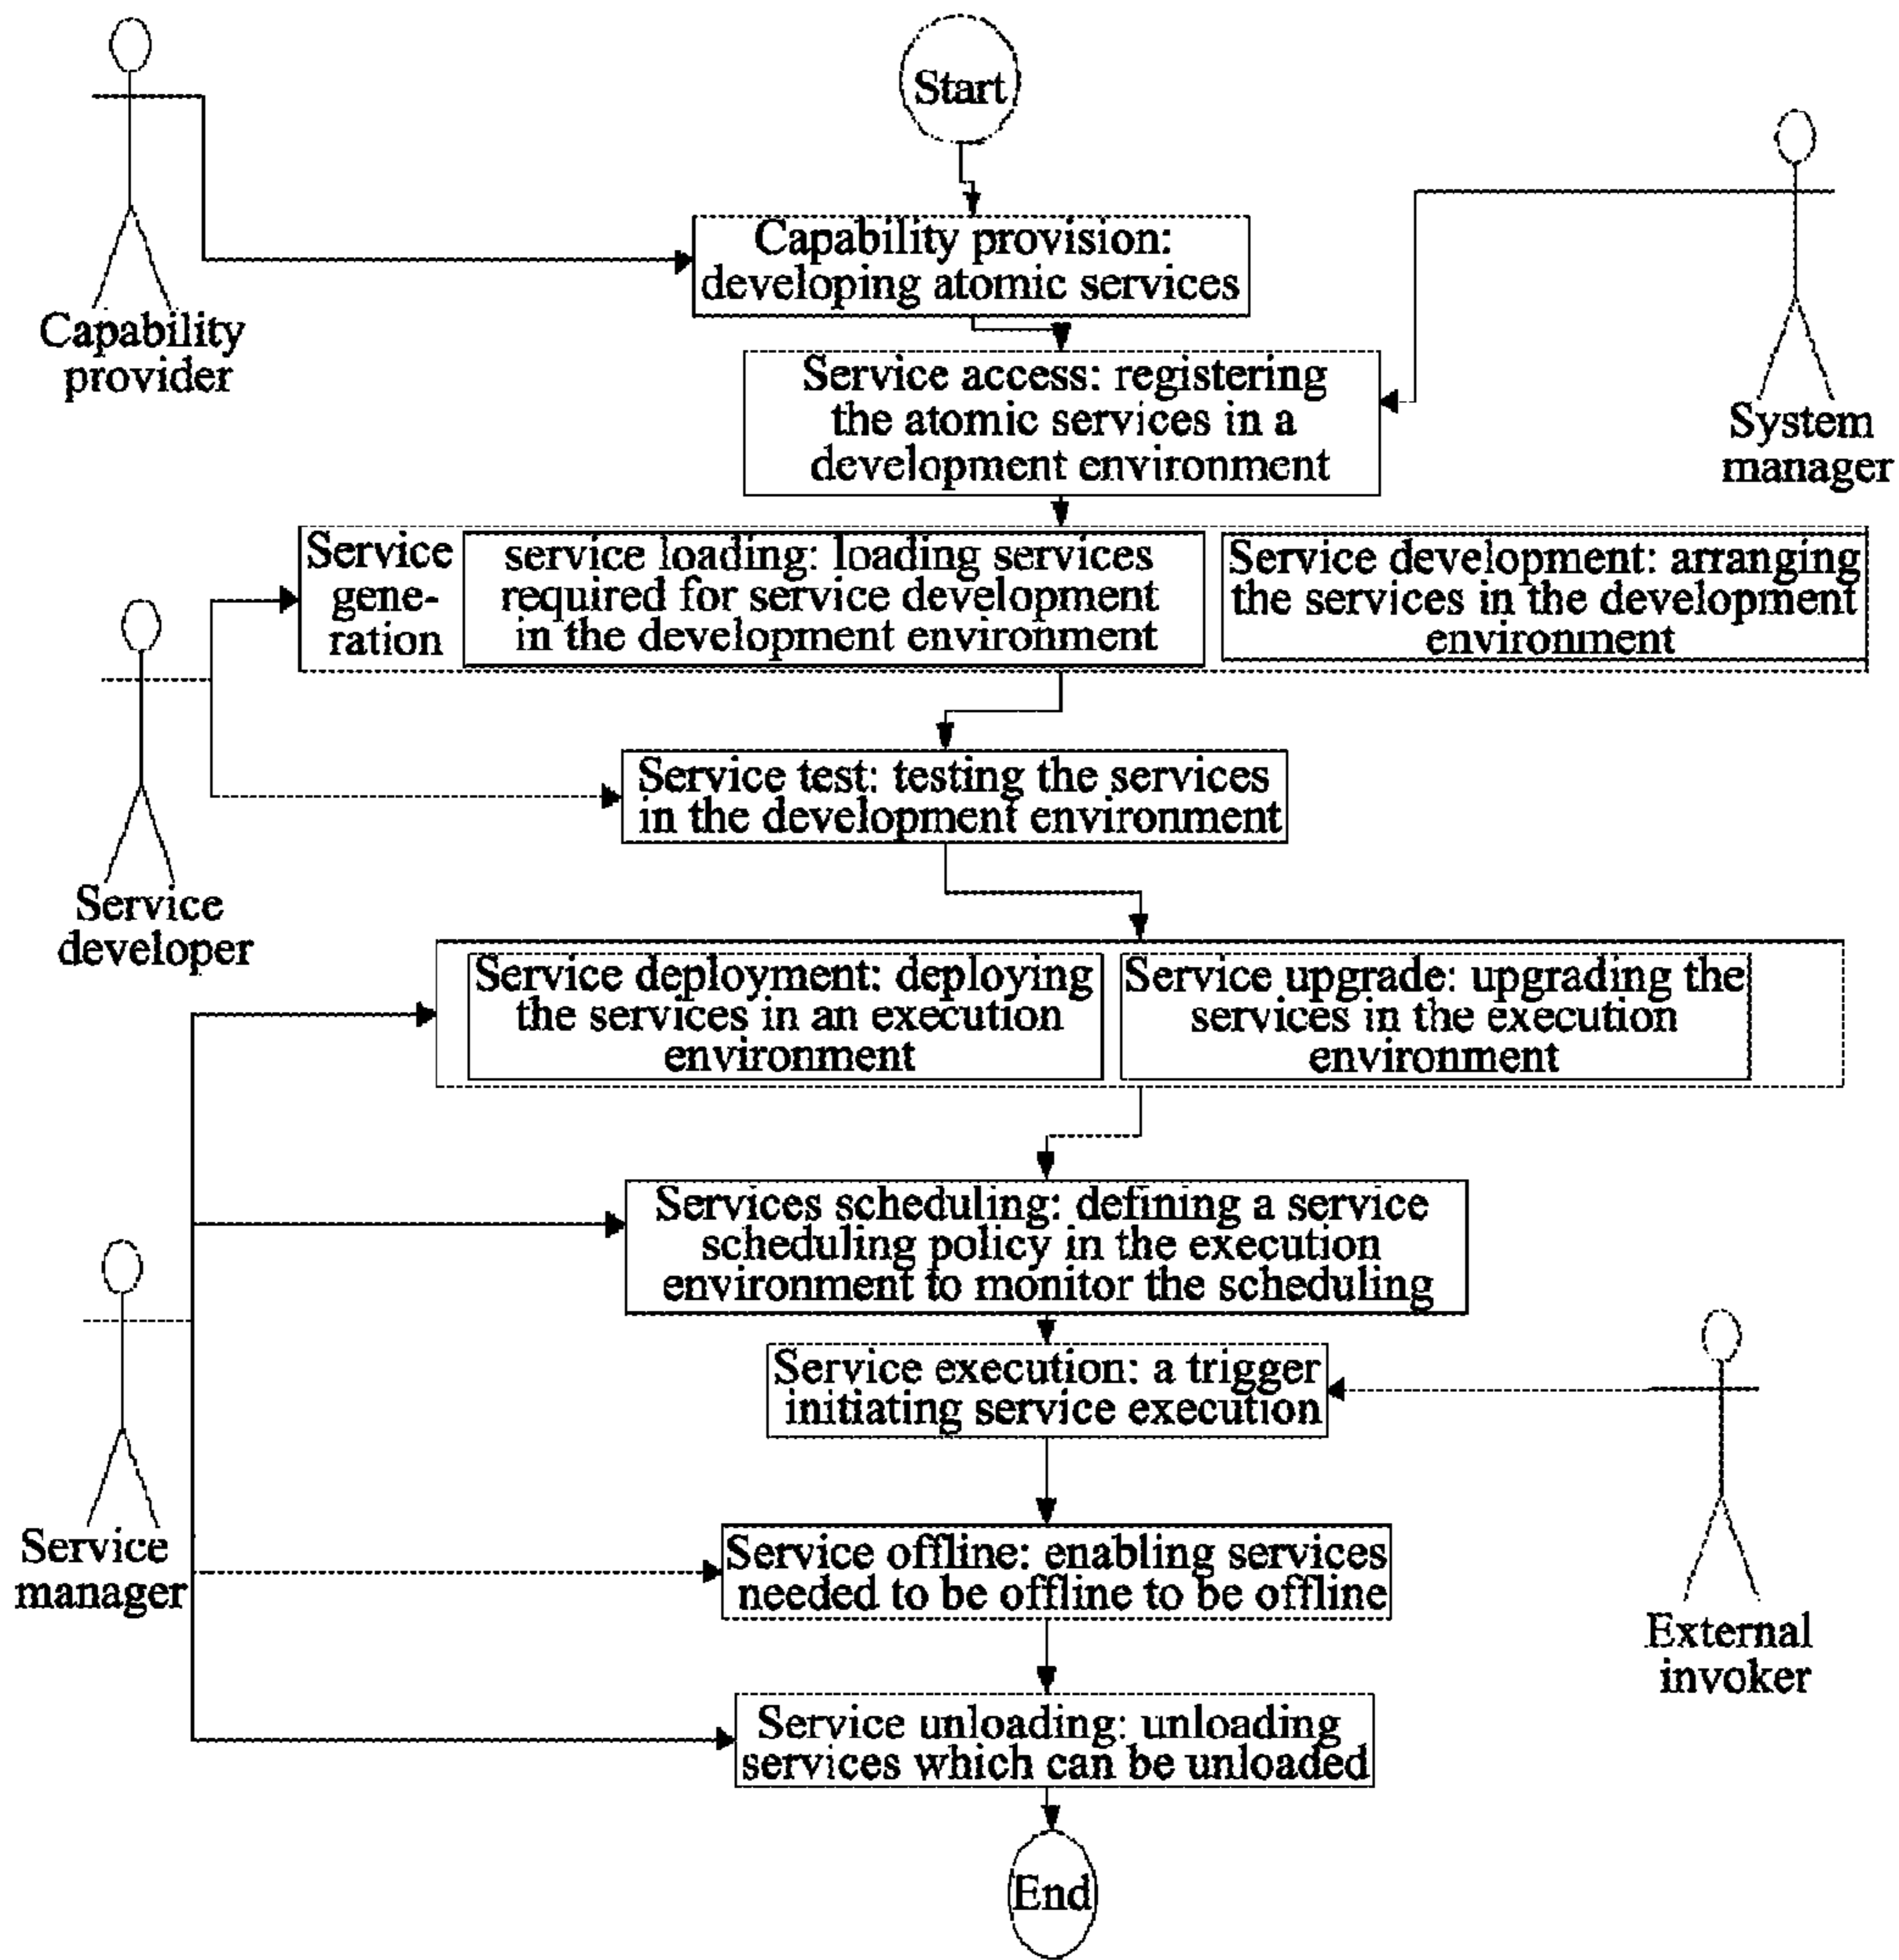 Start
Capability provision:
developing atomic services
Capability
provider
Service access: registering
the atomic services in a
development environment
System
manager
Service
gene-
ration
service loading: loading services
required for service development
in the development environment
Service development: arranging
the services in the development
environment
Service test: testing the services
in the development environment
Service
developer
Service deployment: deploying
the services in an execution
environment
Service upgrade: upgrading the
services in the execution
environment
Services scheduling: defining a service
scheduling policy in the execution
environment to monitor the scheduling
Service execution: a trigger
initiating service execution
Service
manager
Service offline: enabling services
needed to be offline to be offline
External
invoker
Service unloading: unloading
services which can be unloaded
End